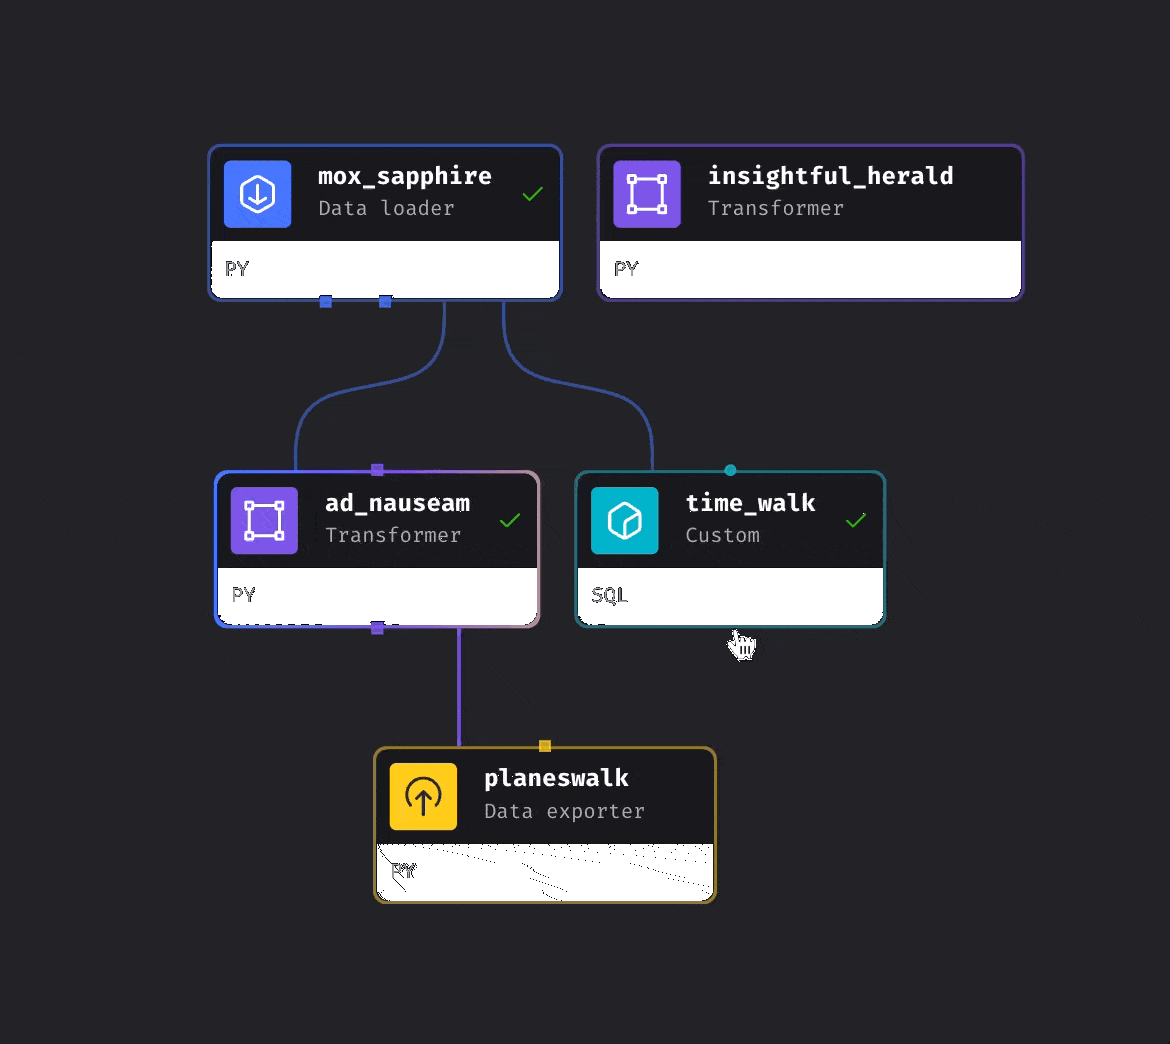 mox_sapphire
Data loader
PY
insightful_herald
Transformer
PY
ad_nauseam
Transformer
PY
time_walk
Custom
SQL
planeswalk
Data exporter
PY